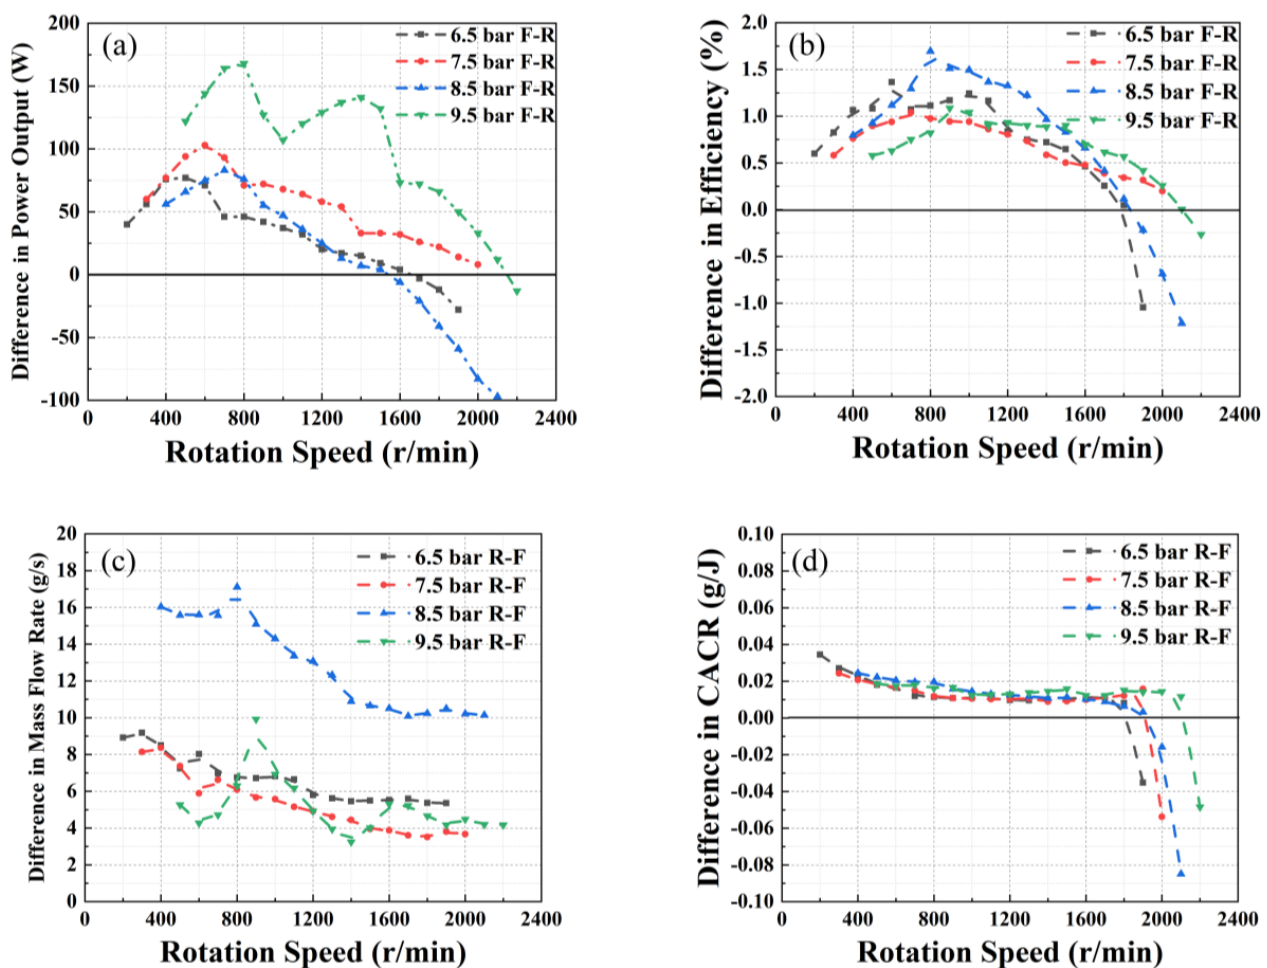 (a)
6.5 bar F-R
7.5 bar F-R
8.5 bar F-R
9.5 bar F-R
Difference in Power Output (W)
200
150
100
50
0
-50
-100
0 400 800 1200 1600 2000 2400
Rotation Speed (r/min)
(b)
6.5 bar F-R
7.5 bar F-R
8.5 bar F-R
9.5 bar F-R
Difference in Efficiency (%)
2.0
1.5
1.0
0.5
0.0
-0.5
-1.0
-1.5
-2.0
0 400 800 1200 1600 2000 2400
Rotation Speed (r/min)
(c)
6.5 bar R-F
7.5 bar R-F
8.5 bar R-F
9.5 bar R-F
Difference in Mass Flow Rate (g/s)
20
18
16
14
12
10
8
6
4
2
0
0 400 800 1200 1600 2000 2400
Rotation Speed (r/min)
(d)
6.5 bar R-F
7.5 bar R-F
8.5 bar R-F
9.5 bar R-F
Difference in CACR (g/J)
0.10
0.08
0.06
0.04
0.02
0.00
-0.02
-0.04
-0.06
-0.08
-0.10
0 400 800 1200 1600 2000 2400
Rotation Speed (r/min)